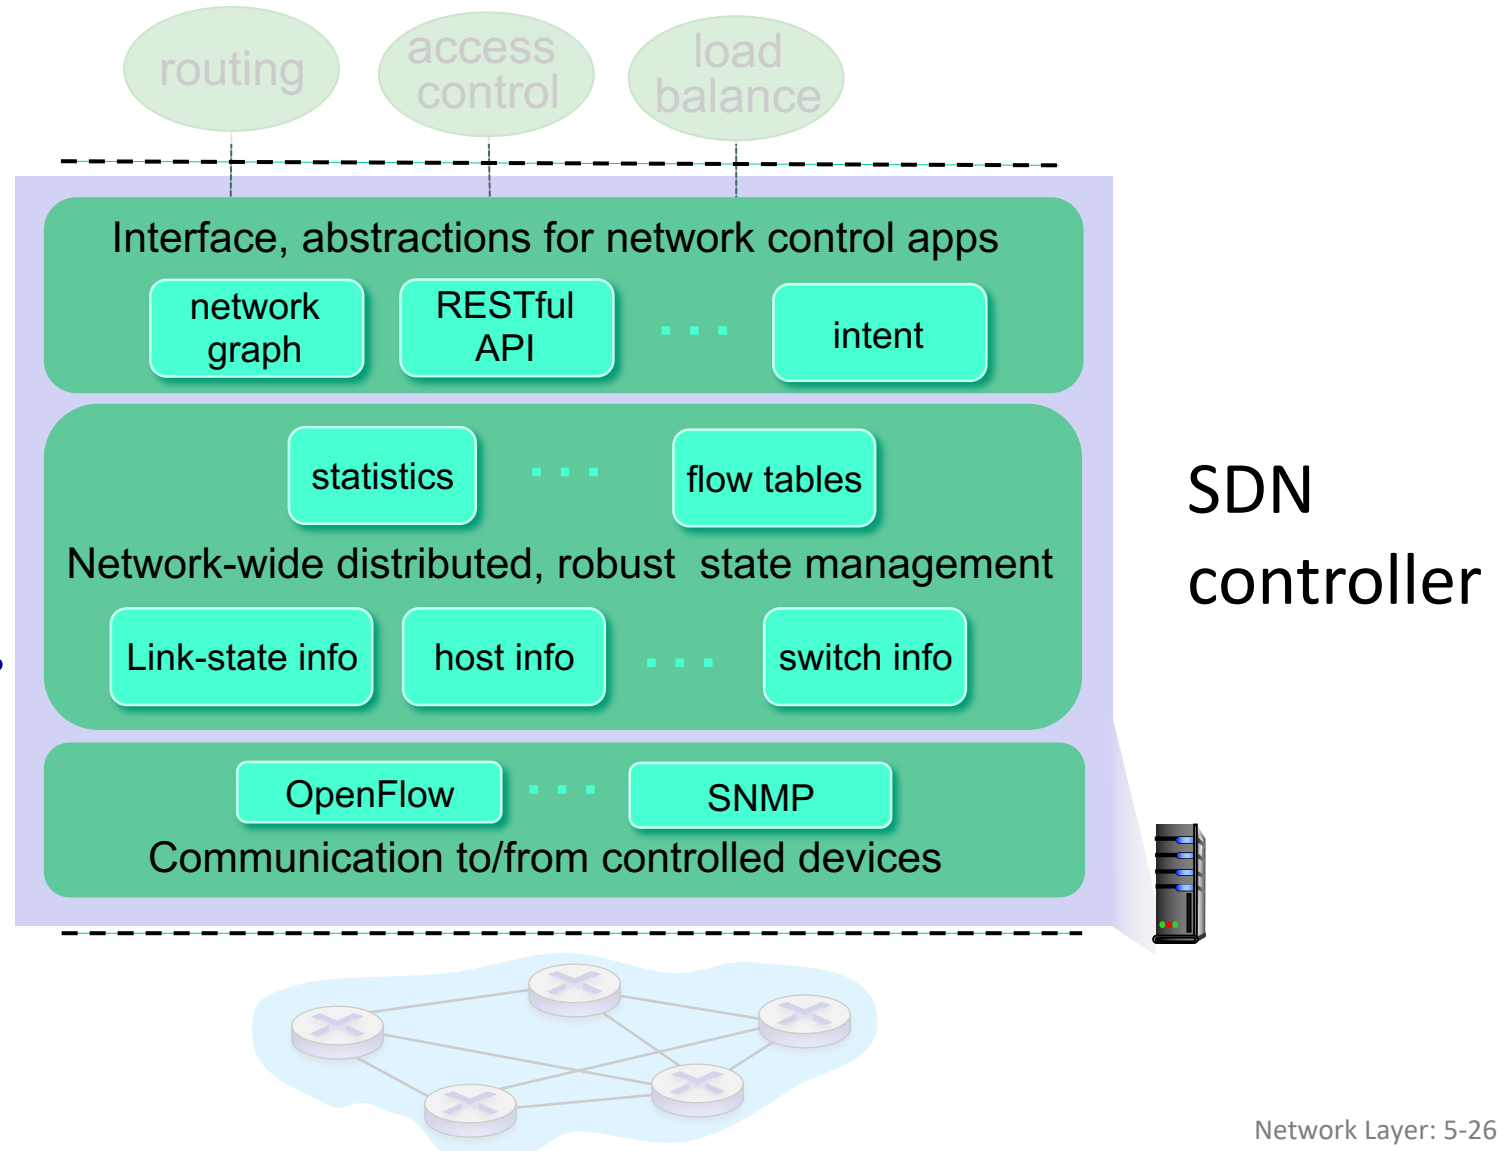 routing
access
control
load
balance
Interface, abstractions for network control apps
network
graph
RESTful
API
. . .
intent
statistics
. . .
flow tables
Network-wide distributed, robust  state management
Link-state info
host info
. . .
switch info
OpenFlow
. . .
SNMP
Communication to/from controlled devices
SDN
controller
Network Layer: 5-26